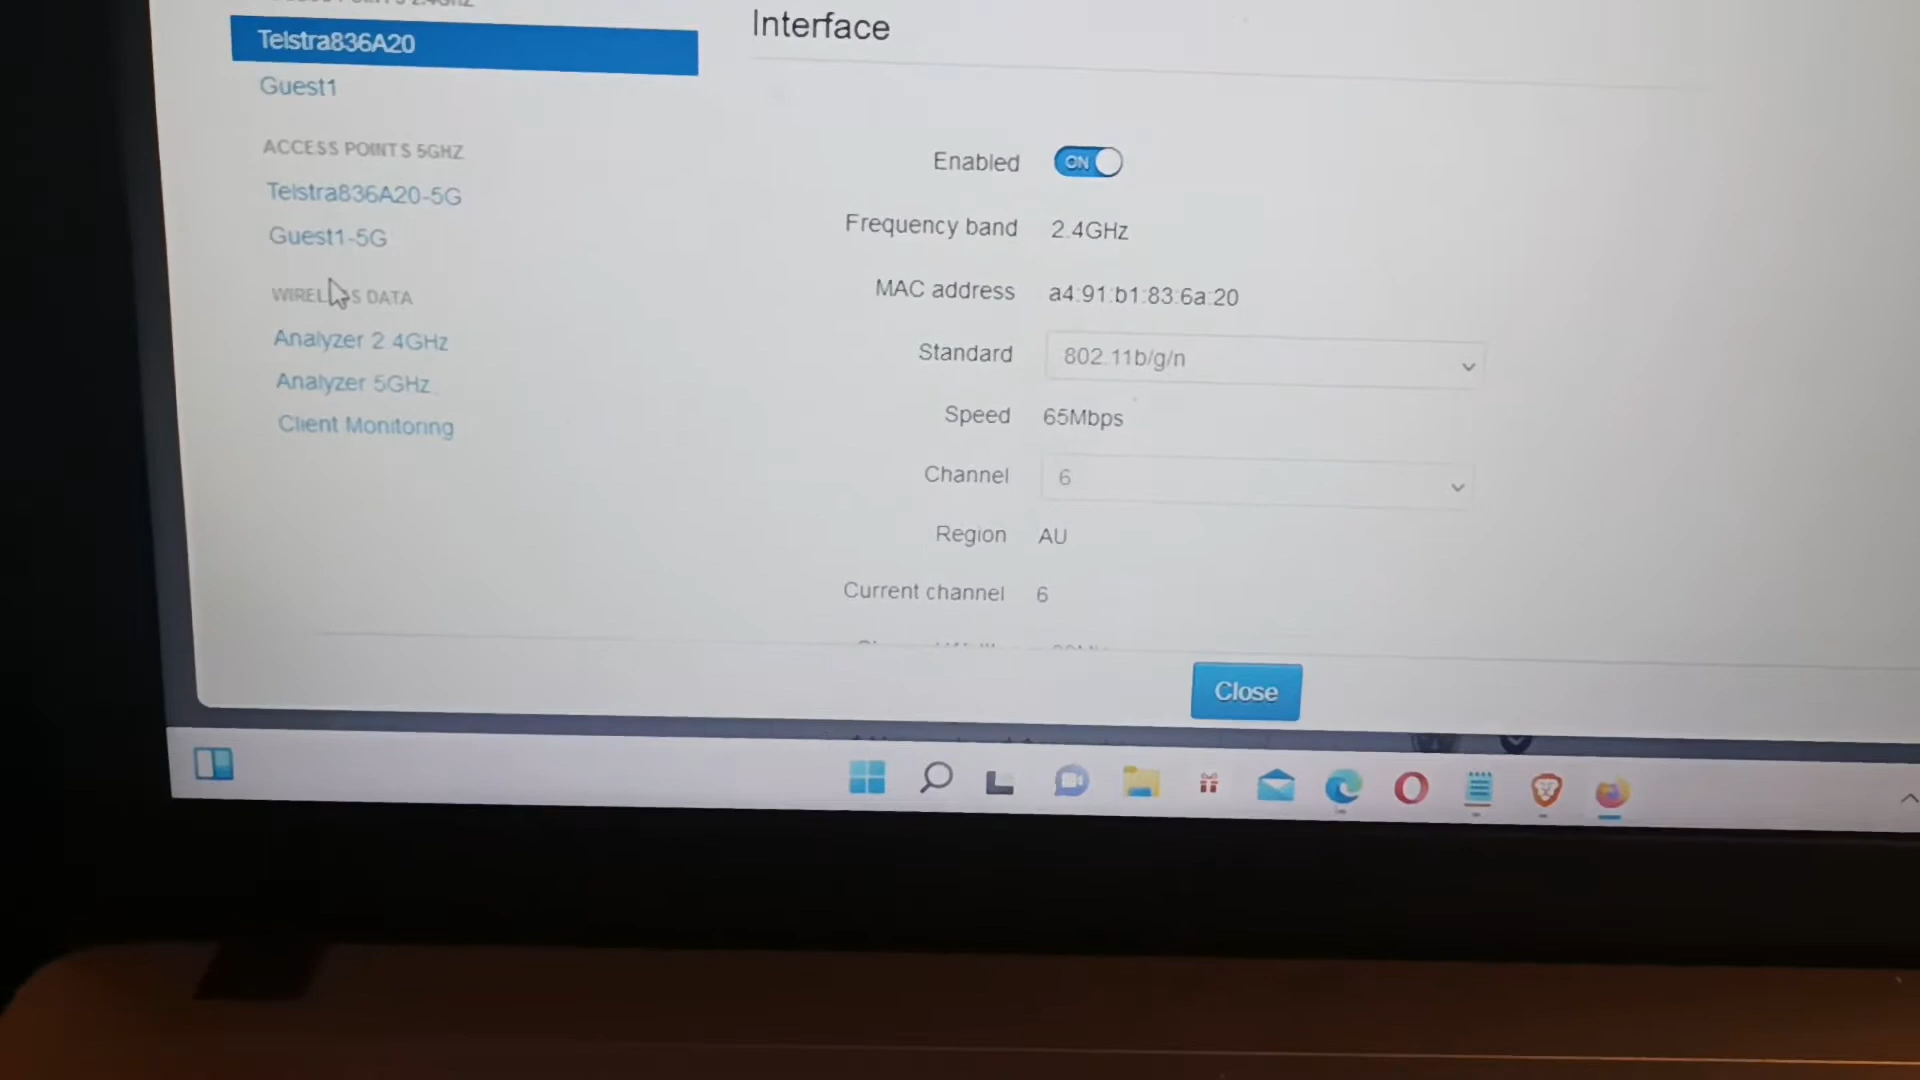 Telstra836A20
Guest1
ACCESS POINTS 5GHZ
Telstra836A20-5G
Guest1-5G
DATA
Analyzer 2.4GHz
Analyzer 5GHz
Client Monitoring
Interface
Enabled ON
Frequency band 2.4GHz
MAC address a4:91:b1:83:6a:20
Standard 802.11b/g/n
Speed 65Mbps
Channel 6
Region AU
Current channel 6
Close